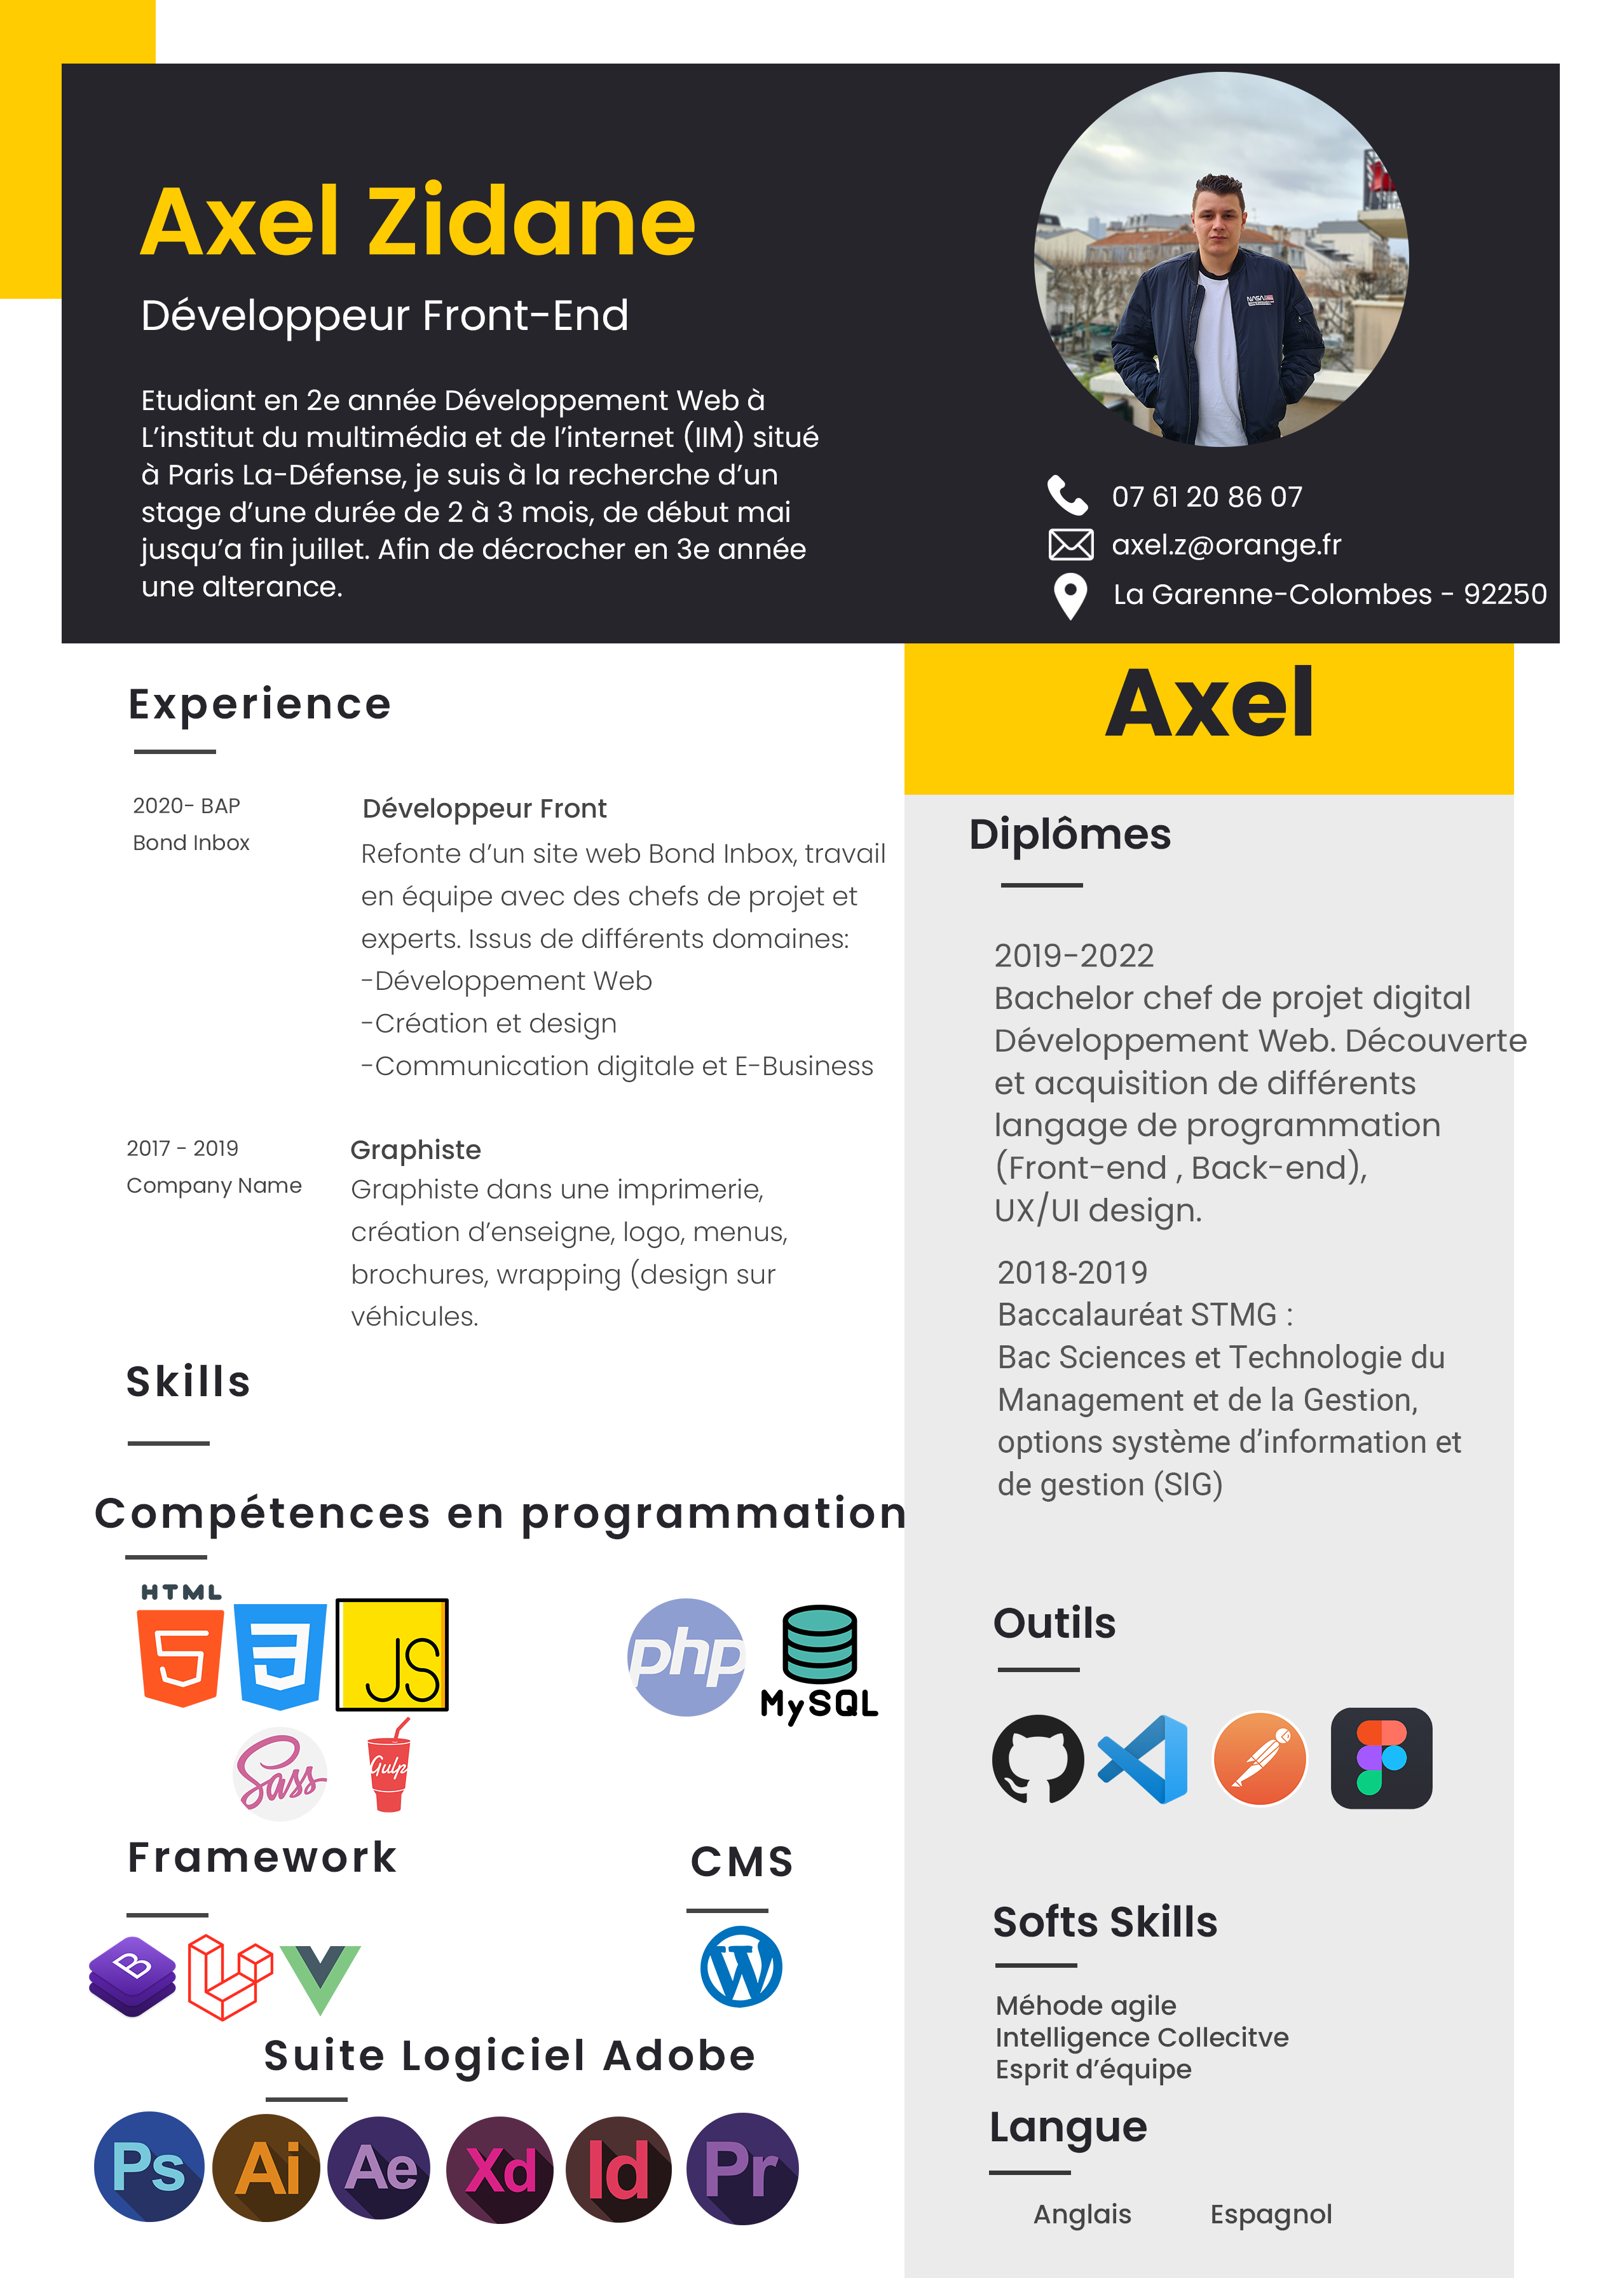 Axel Zidane
Développeur Front-End
Etudiant en 2e année Développement Web à
L'institut du multimédia et de l'internet (IIM) situé
à Paris La-Défense, je suis à la recherche d'un
stage d'une durée de 2 à 3 mois, de début mai
jusqu'a fin juillet. Afin de décrocher en 3e année
une alterance.
NASA
07 61 20 86 07
axel.z@orange.fr
La Garenne-Colombes - 92250
Experience
2020- BAP
Bond Inbox
Développeur Front
Refonte d'un site web Bond Inbox, travail
en équipe avec des chefs de projet et
experts. Issus de différents domaines:
-Développement Web
-Création et design
-Communication digitale et E-Business
2017 - 2019
Company Name
Graphiste
Graphiste dans une imprimerie,
création d'enseigne, logo, menus,
brochures, wrapping (design sur
véhicules.
Skills
Compétences en programmation
HTML
5
3
JS
php
MySQL
Sass
Gulp
Framework
B
CMS
W
Suite Logiciel Adobe
Ps Ai Ae Xd Id Pr
Axel
Diplômes
2019-2022
Bachelor chef de projet digital
Développement Web. Découverte
et acquisition de différents
langage de programmation
(Front-end , Back-end),
UX/UI design.
2018-2019
Baccalauréat STMG :
Bac Sciences et Technologie du
Management et de la Gestion,
options système d'information et
de gestion (SIG)
Outils
Softs Skills
Méhode agile
Intelligence Collecitve
Esprit d'équipe
Langue
Anglais Espagnol